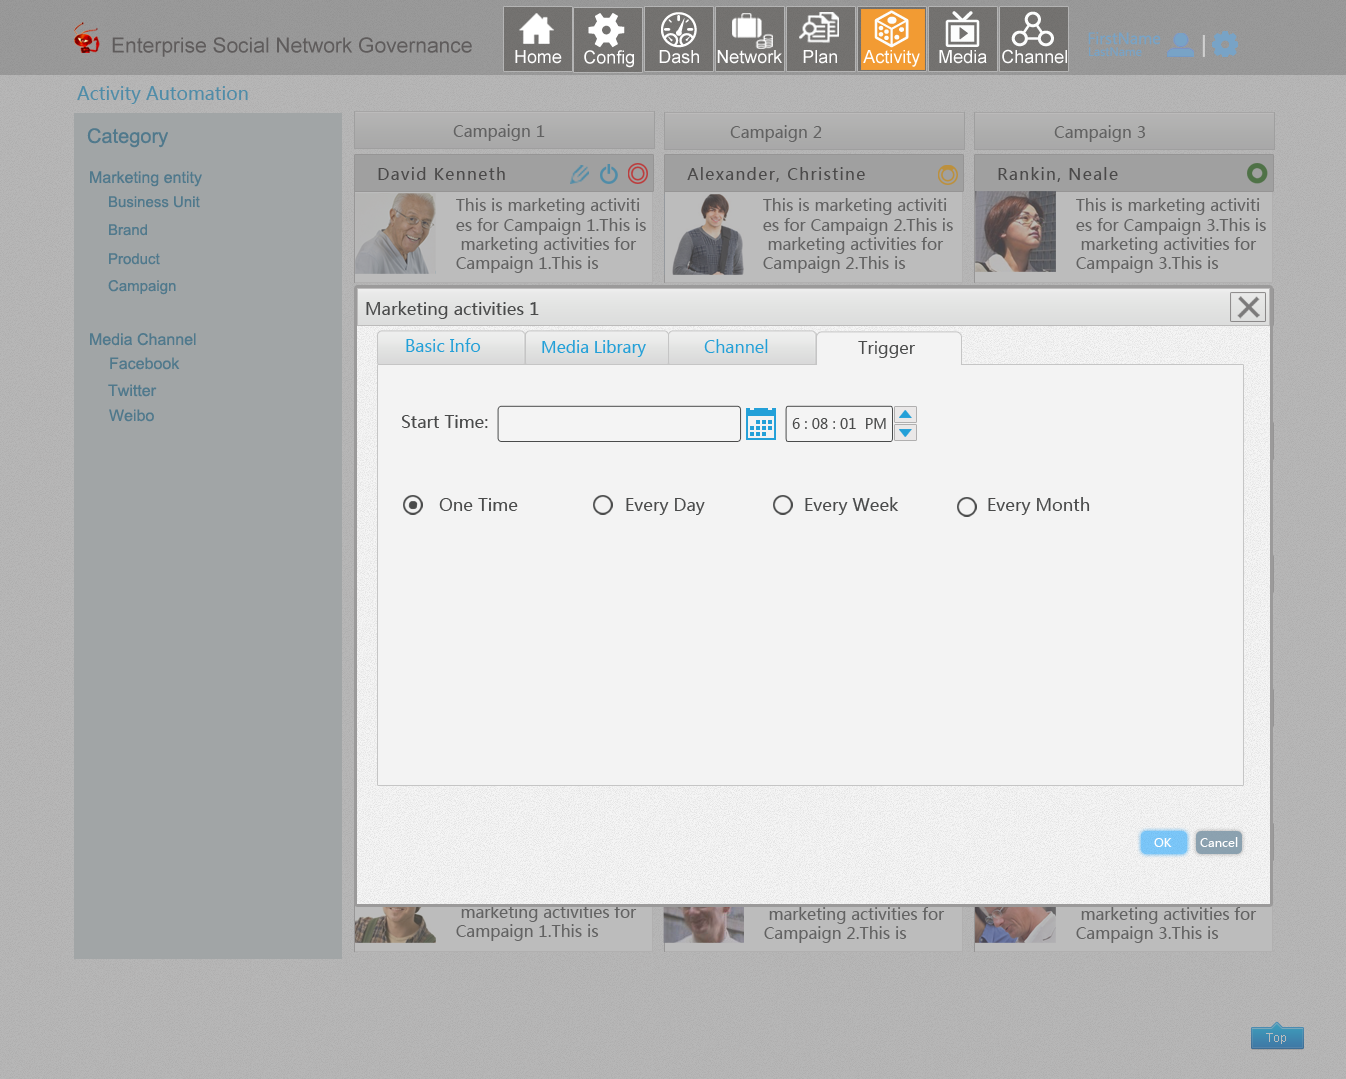 Enterprise Social Network Governance
Home
Config
Dash
Network
Plan
Activity
Media
Channel
Activity Automation
Category
Marketing entity
Business Unit
Brand
Product
Campaign
Media Channel
Facebook
Twitter
Weibo
Campaign 1
Campaign 2
Campaign 3
David Kenneth
Alexander, Christine
Rankin, Neale
This is marketing activiti
es for Campaign 1.This is
marketing activities for
Campaign 1.This is
This is marketing activiti
es for Campaign 2.This is
marketing activities for
Campaign 2.This is
This is marketing activiti
es for Campaign 3.This is
marketing activities for
Campaign 3.This is
Marketing activities 1
Basic Info
Media Library
Channel
Trigger
Start Time:
6 : 08 : 01 PM
One Time
Every Day
Every Week
Every Month
OK
Cancel
marketing activities for
Campaign 1.This is
marketing activities for
Campaign 2.This is
marketing activities for
Campaign 3.This is
Top